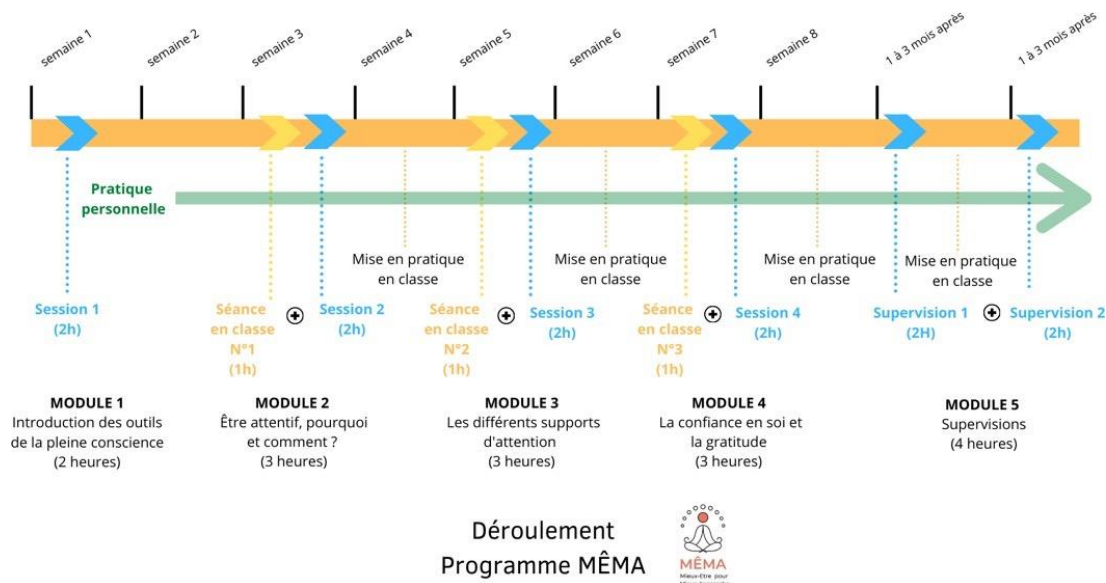 semaine 1
semaine 2
semaine 3
semaine 4
semaine 5
semaine 6
semaine 7
semaine 8
1 à 3 mois après
1 à 3 mois après
Pratique
personnelle
Mise en pratique
en classe
Mise en pratique
en classe
Mise en pratique
en classe
Mise en pratique
en classe
Session 1
(2h)
Séance
en classe
N°1
(1h)
Session 2
(2h)
Séance
en classe
N°2
(1h)
Session 3
(2h)
Séance
en classe
N°3
(1h)
Session 4
(2h)
Supervision 1
(2H)
Supervision 2
(2h)
MODULE 1
Introduction des outils
de la pleine conscience
(2 heures)
MODULE 2
Être attentif, pourquoi
et comment ?
(3 heures)
MODULE 3
Les différents supports
d'attention
(3 heures)
MODULE 4
La confiance en soi et
la gratitude
(3 heures)
MODULE 5
Supervisions
(4 heures)
Déroulement
Programme MÊMA
MÊMA
Mieux-Etre pour